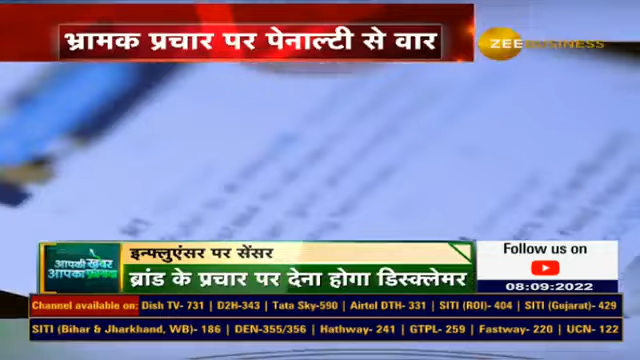 भ्रामक प्रचार पर पेनाल्टी से वार
ZEE BUSINESS
आपकी खबर
आपका फायदा
इन्फ्लुएंसर पर सेंसर
ब्रांड के प्रचार पर देना होगा डिस्क्लेमर
Follow us on
08:09:2022
Channel available on: Dish TV- 731 | D2H-343 | Tata Sky-590 | Airtel DTH- 331 | SITI (ROI)- 404 | SITI (Gujarat)- 429
SITI (Bihar & Jharkhand, WB)- 186 | DEN-355/356 | Hathway- 241 | GTPL- 259 | Fastway- 220 | UCN- 122